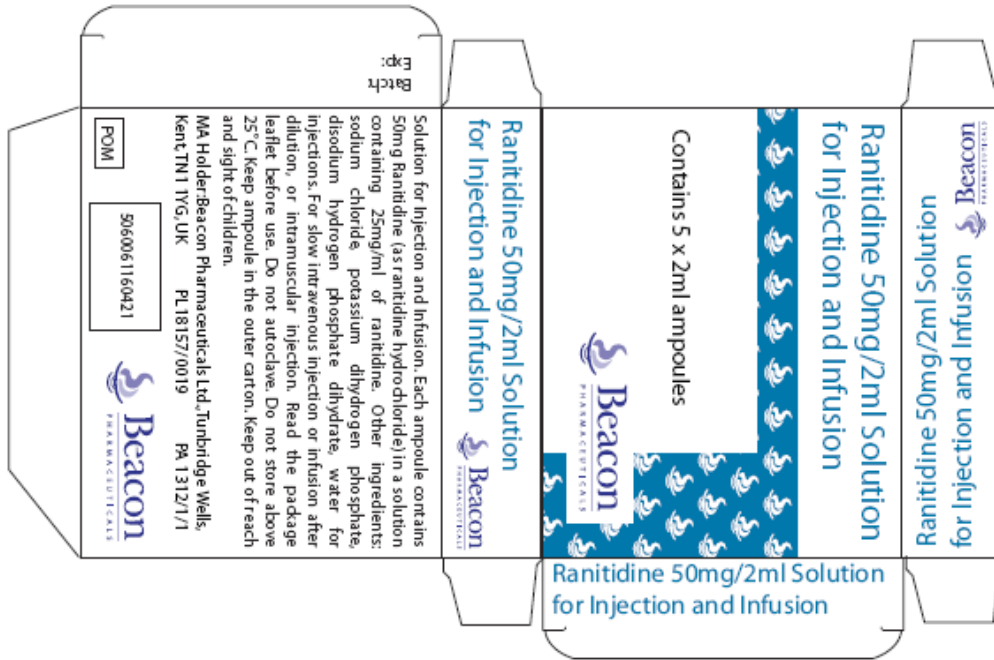 Batch:
Exp:
Solution for Injection and Infusion. Each ampoule contains
50mg Ranitidine (as ranitidine hydrochloride) in a solution
containing 25mg/ml of ranitidine. Other ingredients:
sodium chloride, potassium dihydrogen phosphate,
disodium hydrogen phosphate dihydrate, water for
injections. For slow intravenous injection or infusion after
dilution, or intramuscular injection. Read the package
leaflet before use. Do not autoclave. Do not store above
25°C. Keep ampoule in the outer carton. Keep out of reach
and sight of children.
MA Holder:Beacon Pharmaceuticals Ltd.,Tunbridge Wells,
Kent, TN1 1YG, UK PL 18157/0019 PA 1312/1/1
POM
5060061160421
Beacon
PHARMACEUTICALS
Ranitidine 50mg/2ml Solution
for Injection and Infusion
Beacon
PHARMACEUTICALS
Ranitidine 50mg/2ml Solution
for Injection and Infusion
Contains 5 x 2ml ampoules
Beacon
PHARMACEUTICALS
Ranitidine 50mg/2ml Solution
for Injection and Infusion
Ranitidine 50mg/2ml Solution
for Injection and Infusion
Beacon
PHARMACEUTICALS